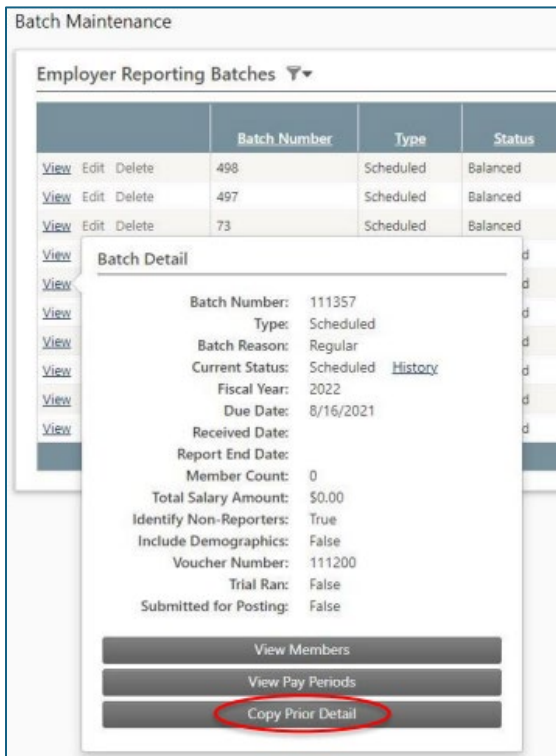 Batch Maintenance
Employer Reporting Batches
Batch Number Type Status
View Edit Delete 498 Scheduled Balanced
View Edit Delete 497 Scheduled Balanced
View Edit Delete 73 Scheduled Balanced
View d
Batch Detail
View d
Batch Number: 111357
View d
Type: Scheduled
Batch Reason: Regular
View d
Current Status: Scheduled History
View d
Fiscal Year: 2022
Due Date: 8/16/2021
View d
Received Date:
View d
Report End Date:
Member Count: 0
Total Salary Amount: $0.00
Identify Non-Reporters: True
Include Demographics: False
Voucher Number: 111200
Trial Ran: False
Submitted for Posting: False
View Members
View Pay Periods
Copy Prior Detail